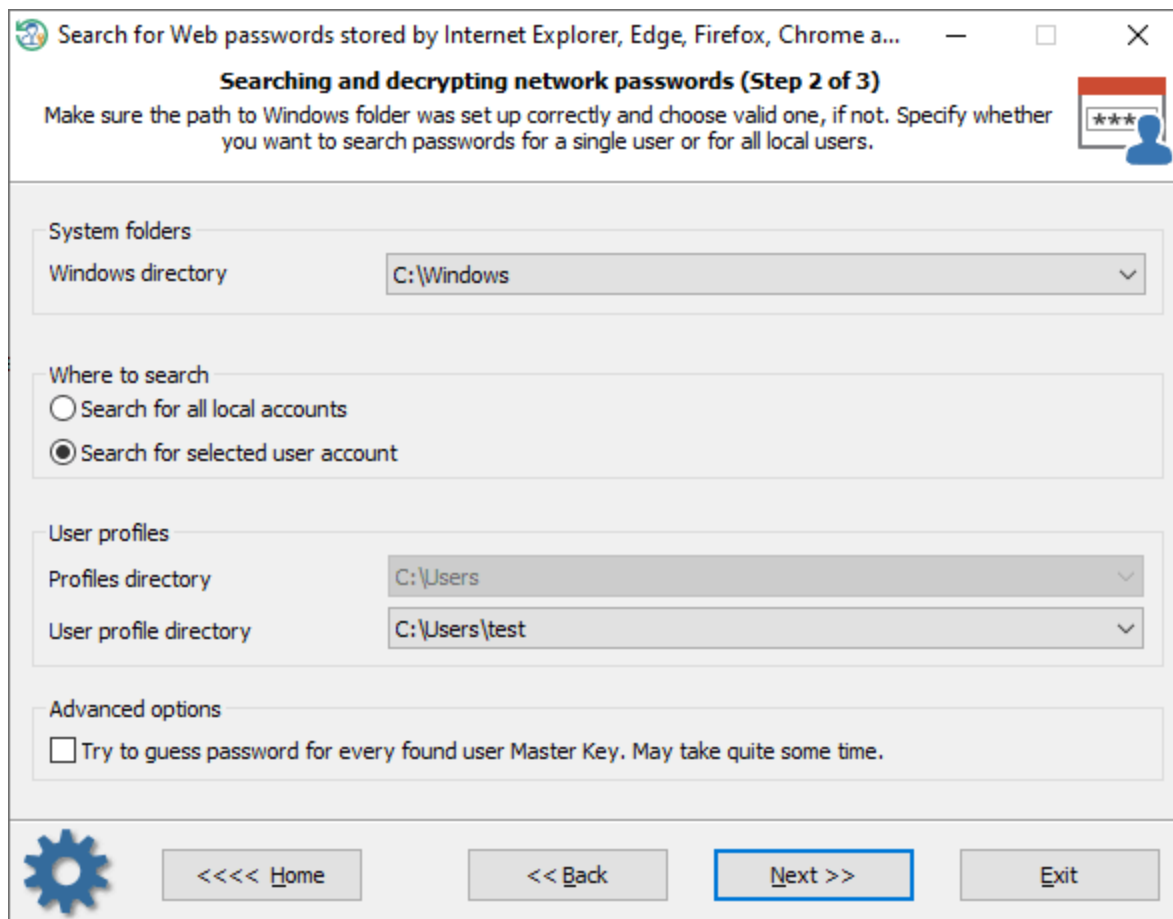 Search for Web passwords stored by Internet Explorer, Edge, Firefox, Chrome a...
Searching and decrypting network passwords (Step 2 of 3)
Make sure the path to Windows folder was set up correctly and choose valid one, if not. Specify whether
you want to search passwords for a single user or for all local users.
***
System folders
Windows directory
C:\Windows
Where to search
Search for all local accounts
Search for selected user account
User profiles
Profiles directory
C:\Users
User profile directory
C:\Users\test
Advanced options
Try to guess password for every found user Master Key. May take quite some time.
<<<< Home
<< Back
Next >>
Exit